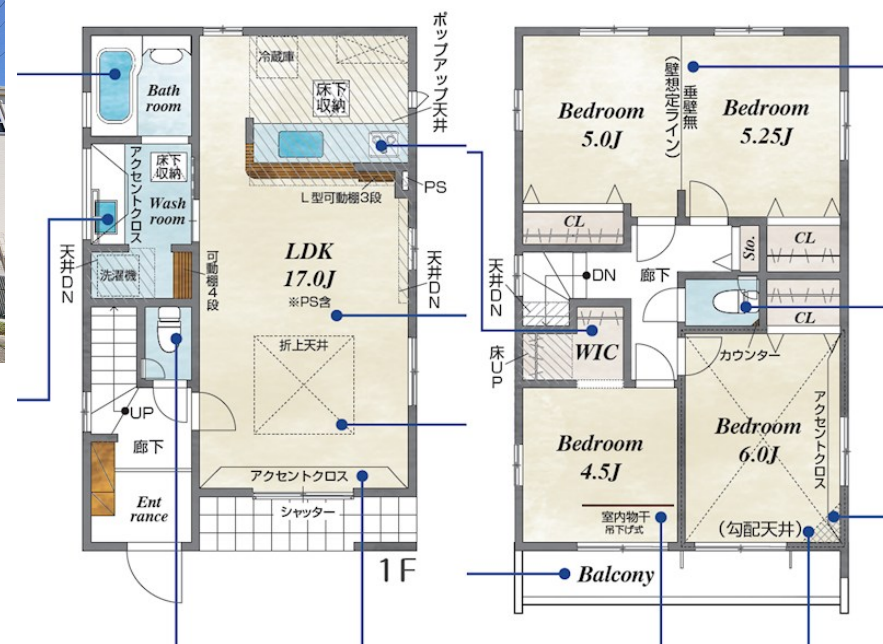 ポップアップ天井
冷蔵庫
床下
収納
Bath
room
アクセントクロス
床下
収納
Wash
room
L型可動棚3段
PS
天井DN
洗濯機
可動棚4段
LDK
17.0J
※PS含
天井DN
折上天井
UP
廊下
Ent
rance
アクセントクロス
シャッター
1F
Bedroom
5.0J
(壁想定ライン)
垂壁無
Bedroom
5.25J
CL
Sto.
CL
天井DN
DN
廊下
CL
床UP
WIC
カウンター
アクセントクロス
Bedroom
4.5J
室内物干
吊下げ式
Bedroom
6.0J
(勾配天井)
Balcony